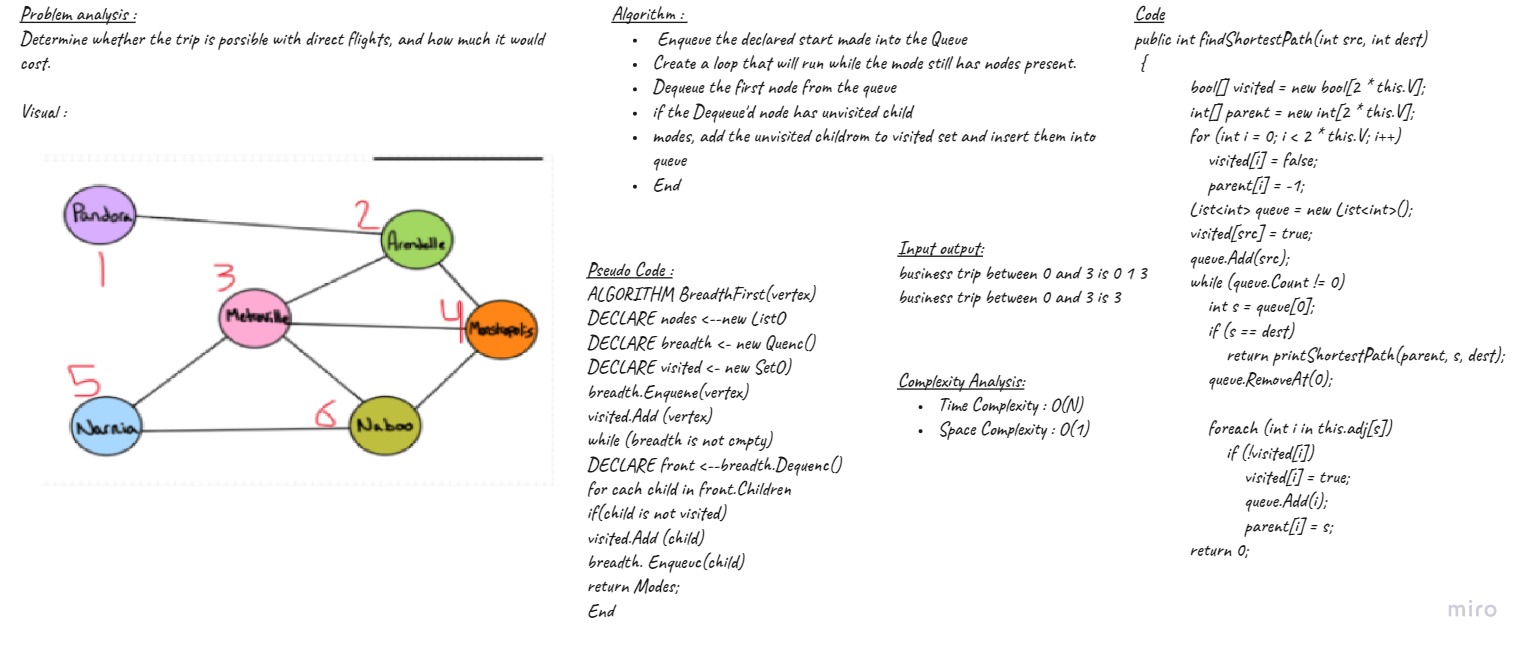 Problem analysis :
Determine whether the trip is possible with direct flights, and how much it would
cost.
Visual :
Pandora
1
2
Arendelle
3
Metroville
4
Monstropolis
5
Narnia
6
Naboo
Algorithm :
• Enqueue the declared start made into the Queue
• Create a loop that will run while the mode still has nodes present.
• Dequeue the first node from the queue
• if the Dequeue'd node has unvisited child
• modes, add the unvisited childrom to visited set and insert them into
queue
• End
Pseudo Code :
ALGORITHM BreadthFirst(vertex)
DECLARE nodes <--new ListO
DECLARE breadth <- new Quenc()
DECLARE visited <- new SetO)
breadth.Enquene(vertex)
visited.Add (vertex)
while (breadth is not cmpty)
DECLARE front <--breadth.Dequenc()
for each child in front.Children
if(child is not visited)
visited.Add (child)
breadth. Enqueuc(child)
return Modes;
End
Input output:
business trip between 0 and 3 is 0 1 3
business trip between 0 and 3 is 3
Complexity Analysis:
• Time Complexity : O(N)
• Space Complexity : O(1)
Code
public int findShortestPath(int src, int dest)
{
bool[] visited = new bool[2 * this.V];
int[] parent = new int[2 * this.V];
for (int i = 0; i < 2 * this.V; i++)
visited[i] = false;
parent[i] = -1;
List<int> queue = new List<int>();
visited[src] = true;
queue.Add(src);
while (queue.Count != 0)
int s = queue[0];
if (s == dest)
return printShortestPath(parent, s, dest);
queue.RemoveAt(0);
foreach (int i in this.adj[s])
if (!visited[i])
visited[i] = true;
queue.Add(i);
parent[i] = s;
return 0;
miro